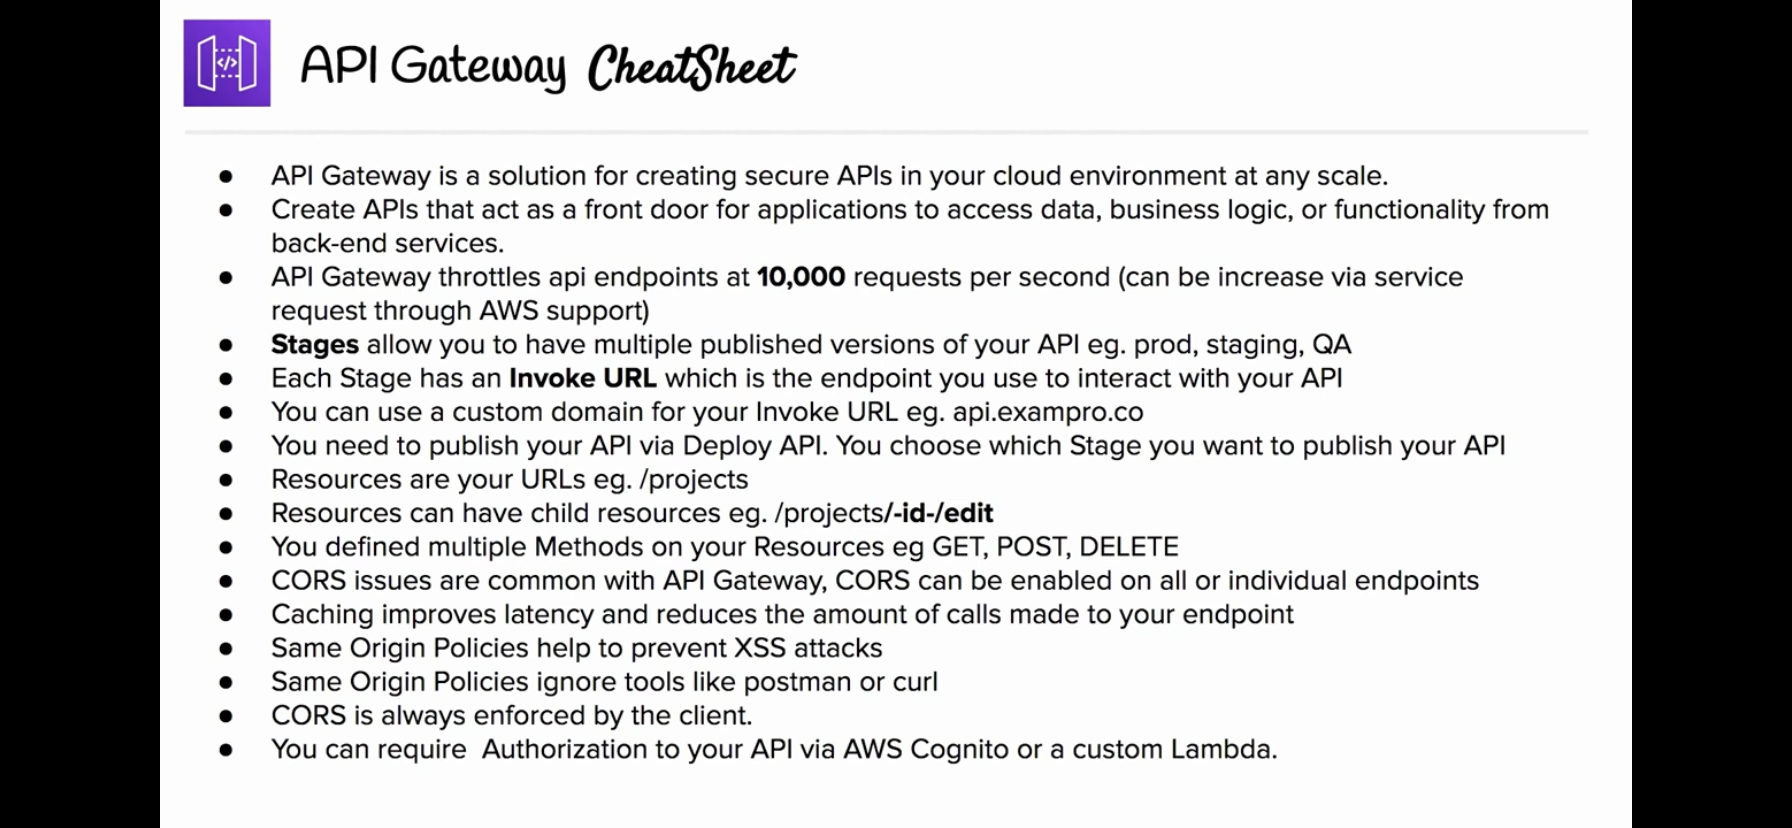 </>
API Gateway CheatSheet
● API Gateway is a solution for creating secure APIs in your cloud environment at any scale.
● Create APIs that act as a front door for applications to access data, business logic, or functionality from
back-end services.
● API Gateway throttles api endpoints at 10,000 requests per second (can be increase via service
request through AWS support)
● Stages allow you to have multiple published versions of your API eg. prod, staging, QA
● Each Stage has an Invoke URL which is the endpoint you use to interact with your API
● You can use a custom domain for your Invoke URL eg. api.exampro.co
● You need to publish your API via Deploy API. You choose which Stage you want to publish your API
● Resources are your URLs eg. /projects
● Resources can have child resources eg. /projects/-id-/edit
● You defined multiple Methods on your Resources eg GET, POST, DELETE
● CORS issues are common with API Gateway, CORS can be enabled on all or individual endpoints
● Caching improves latency and reduces the amount of calls made to your endpoint
● Same Origin Policies help to prevent XSS attacks
● Same Origin Policies ignore tools like postman or curl
● CORS is always enforced by the client.
● You can require  Authorization to your API via AWS Cognito or a custom Lambda.